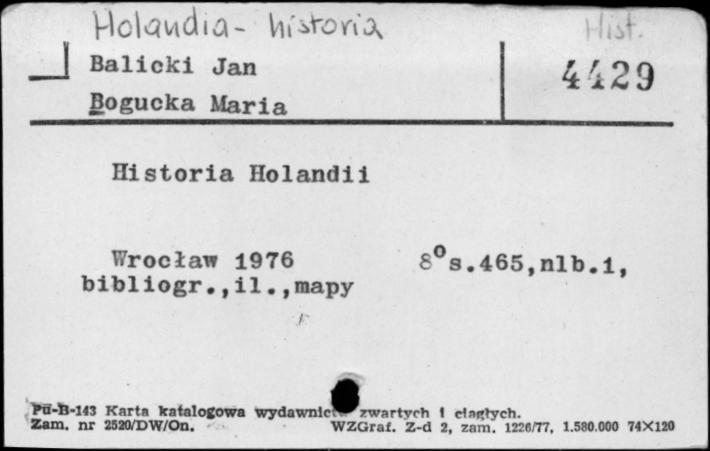 Holandia - historia Hist.
Balicki Jan 4429
Bogucka Maria
Historia Holandii
Wrocław 1976 8° s.465,nlb.1,
bibliogr.,il.,mapy
Pu-B-143 Karta katalogowa wydawnictw zwartych i ciągłych.
Zam. nr 2520/DW/On. WZGraf. Z-d 2, zam. 1226/77, 1.580.000 74X120